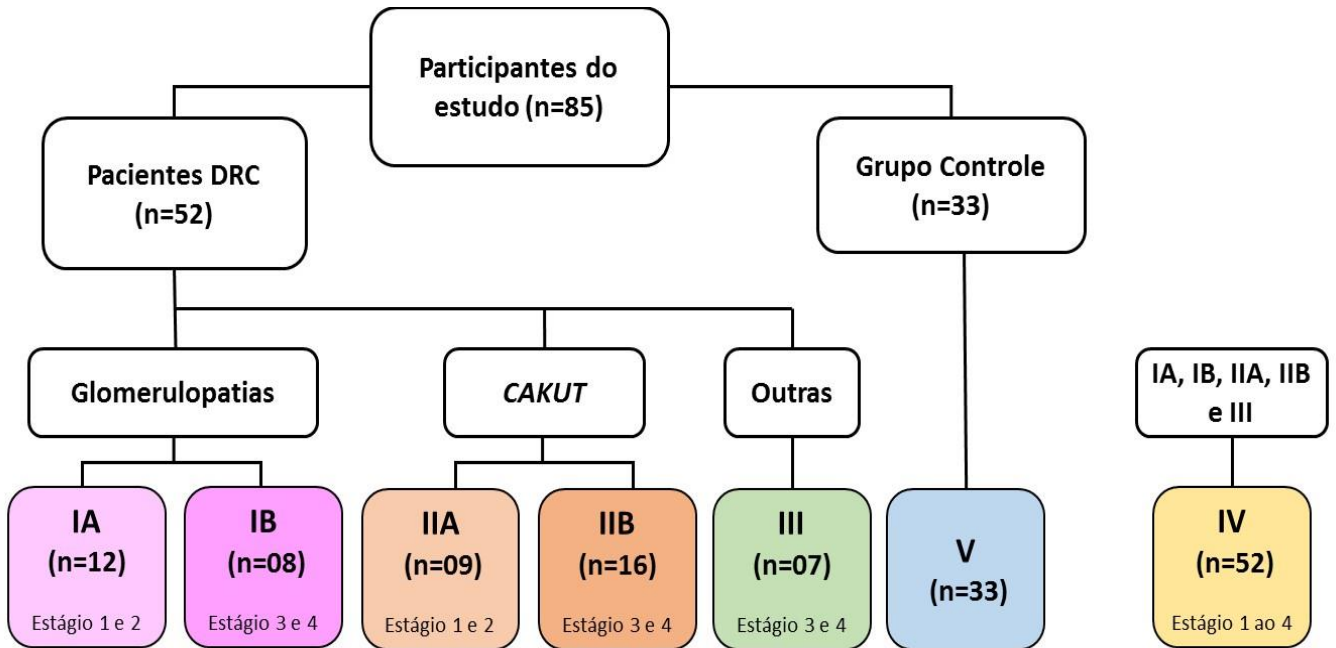 Participantes do
estudo (n=85)
Pacientes DRC
(n=52)
Grupo Controle
(n=33)
Glomerulopatias
CAKUT
Outras
IA, IB, IIA, IIB
e III
IA
(n=12)
Estágio 1 e 2
IB
(n=08)
Estágio 3 e 4
IIA
(n=09)
Estágio 1 e 2
IIB
(n=16)
Estágio 3 e 4
III
(n=07)
Estágio 3 e 4
V
(n=33)
IV
(n=52)
Estágio 1 ao 4